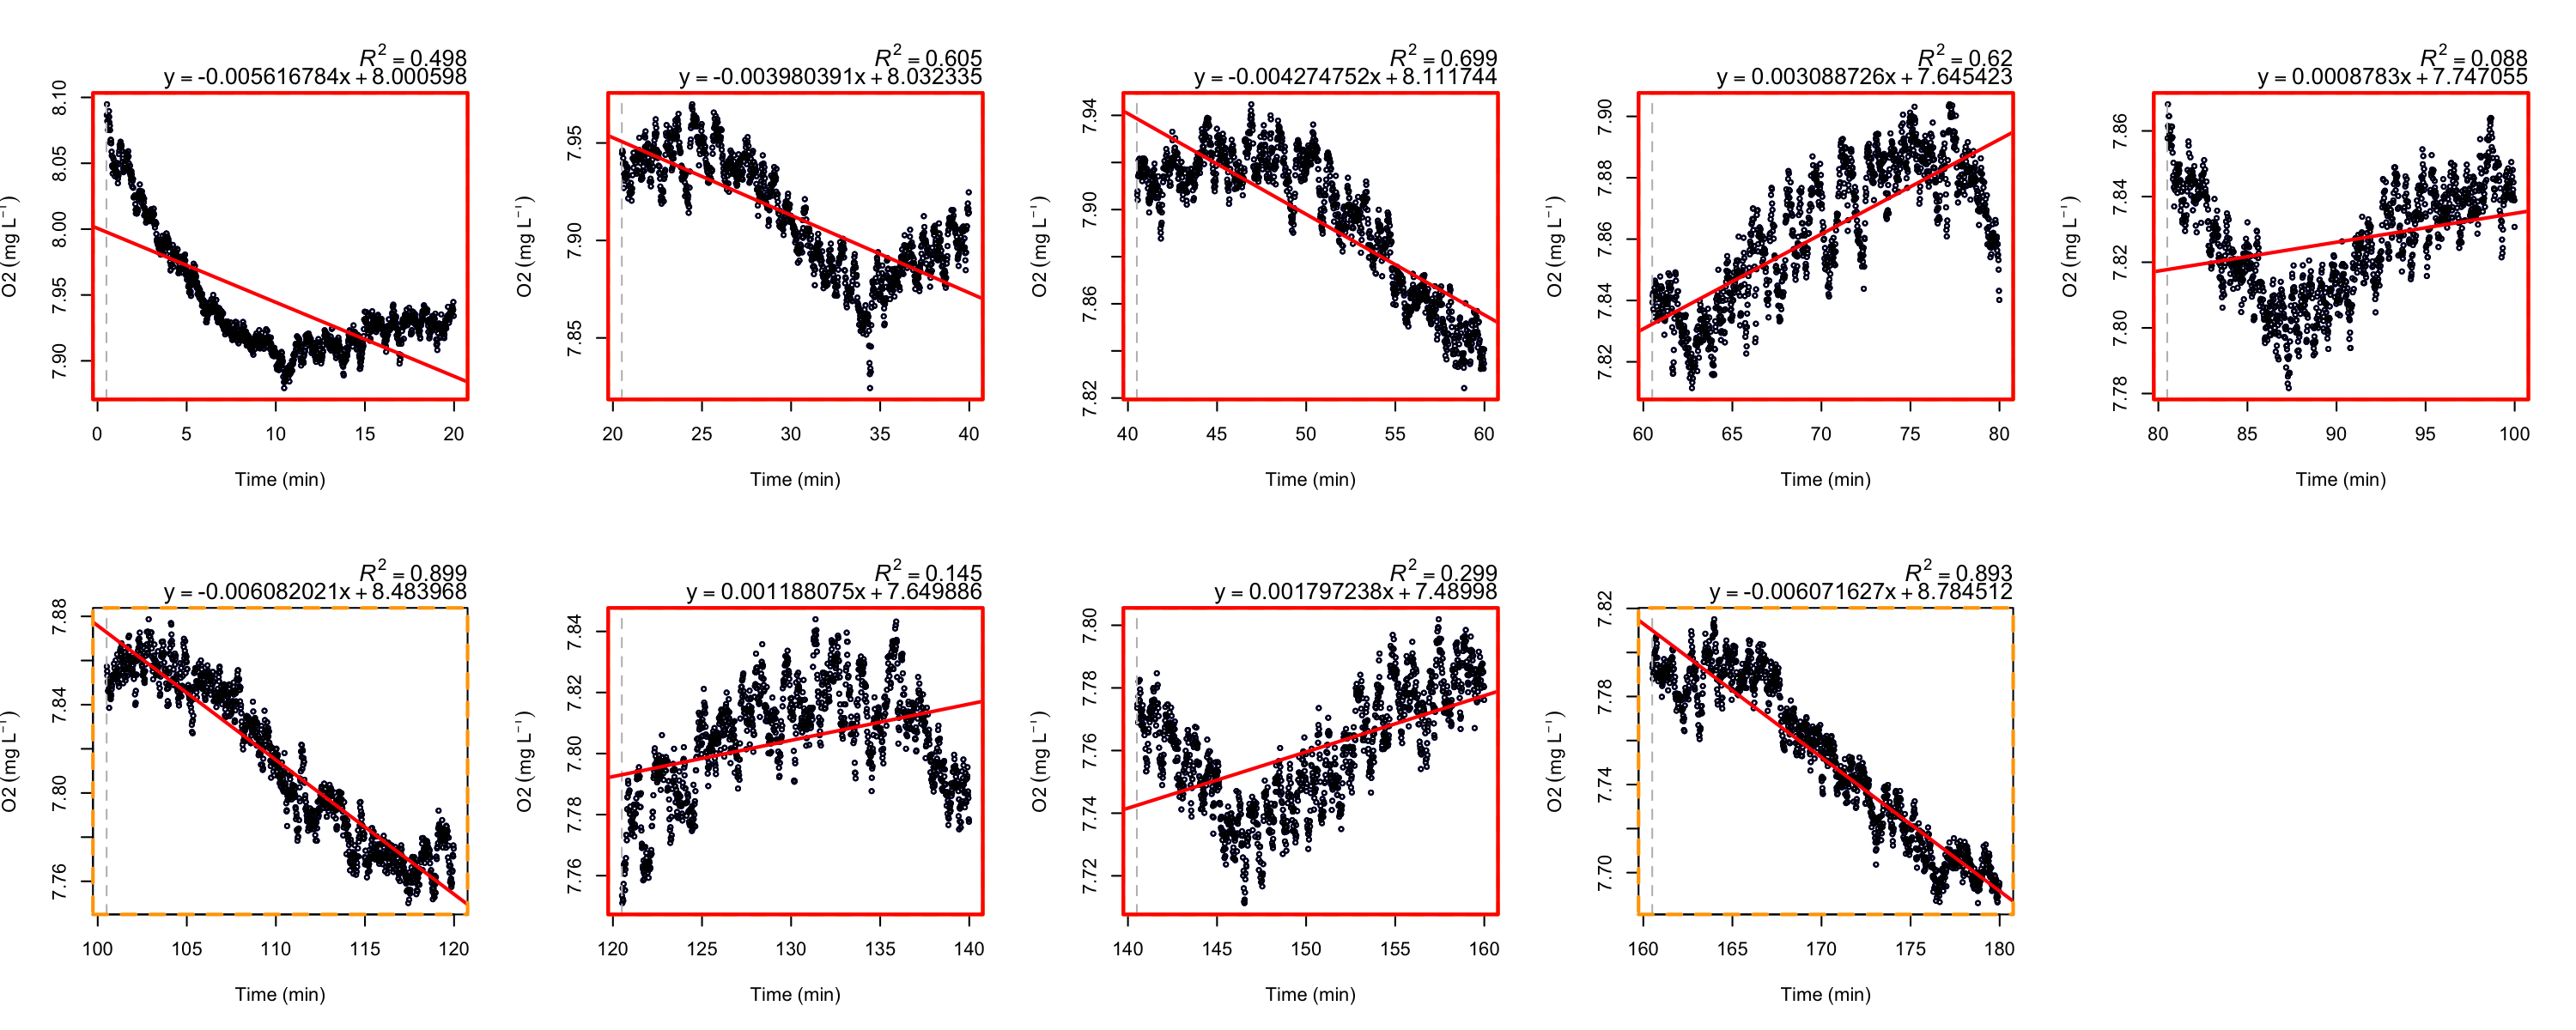 R² = 0.498
y = -0.005616784x + 8.000598
O2 (mg L⁻¹)
8.10
8.05
8.00
7.95
7.90
0 5 10 15 20
Time (min)
R² = 0.605
y = -0.003980391x + 8.032335
O2 (mg L⁻¹)
7.95
7.90
7.85
20 25 30 35 40
Time (min)
R² = 0.699
y = -0.004274752x + 8.111744
O2 (mg L⁻¹)
7.94
7.90
7.86
7.82
40 45 50 55 60
Time (min)
R² = 0.62
y = 0.003088726x + 7.645423
O2 (mg L⁻¹)
7.90
7.88
7.86
7.84
7.82
60 65 70 75 80
Time (min)
R² = 0.088
y = 0.0008783x + 7.747055
O2 (mg L⁻¹)
7.86
7.84
7.82
7.80
7.78
80 85 90 95 100
Time (min)
R² = 0.899
y = -0.006082021x + 8.483968
O2 (mg L⁻¹)
7.88
7.84
7.80
7.76
100 105 110 115 120
Time (min)
R² = 0.145
y = 0.001188075x + 7.649886
O2 (mg L⁻¹)
7.84
7.82
7.80
7.78
7.76
120 125 130 135 140
Time (min)
R² = 0.299
y = 0.001797238x + 7.48998
O2 (mg L⁻¹)
7.80
7.78
7.76
7.74
7.72
140 145 150 155 160
Time (min)
R² = 0.893
y = -0.006071627x + 8.784512
O2 (mg L⁻¹)
7.82
7.78
7.74
7.70
160 165 170 175 180
Time (min)